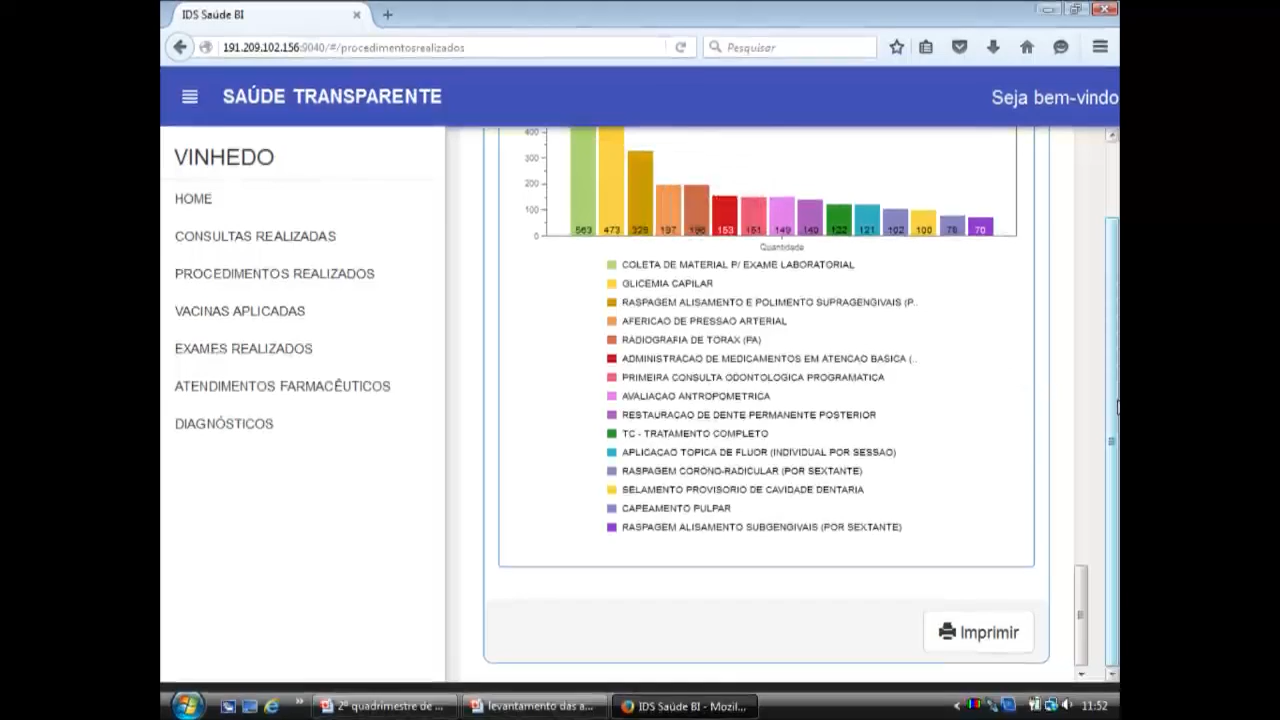 IDS Saúde BI
191.209.102.156:9040/#/procedimentosrealizados
Pesquisar
SAÚDE TRANSPARENTE
Seja bem-vindo
VINHEDO
HOME
CONSULTAS REALIZADAS
PROCEDIMENTOS REALIZADOS
VACINAS APLICADAS
EXAMES REALIZADOS
ATENDIMENTOS FARMACÊUTICOS
DIAGNÓSTICOS
400
300
200
100
0
563 473 326 197 196 153 151 149 140 122 121 102 100 76 70
Quantidade
COLETA DE MATERIAL P/ EXAME LABORATORIAL
GLICEMIA CAPILAR
RASPAGEM ALISAMENTO E POLIMENTO SUPRAGENGIVAIS (P..
AFERICAO DE PRESSAO ARTERIAL
RADIOGRAFIA DE TORAX (PA)
ADMINISTRACAO DE MEDICAMENTOS EM ATENCAO BASICA (..
PRIMEIRA CONSULTA ODONTOLOGICA PROGRAMATICA
AVALIACAO ANTROPOMETRICA
RESTAURACAO DE DENTE PERMANENTE POSTERIOR
TC - TRATAMENTO COMPLETO
APLICACAO TOPICA DE FLUOR (INDIVIDUAL POR SESSAO)
RASPAGEM CORONO-RADICULAR (POR SEXTANTE)
SELAMENTO PROVISORIO DE CAVIDADE DENTARIA
CAPEAMENTO PULPAR
RASPAGEM ALISAMENTO SUBGENGIVAIS (POR SEXTANTE)
Imprimir
2º quadrimestre de ...
levantamento das a...
IDS Saúde BI - Mozil...
11:52